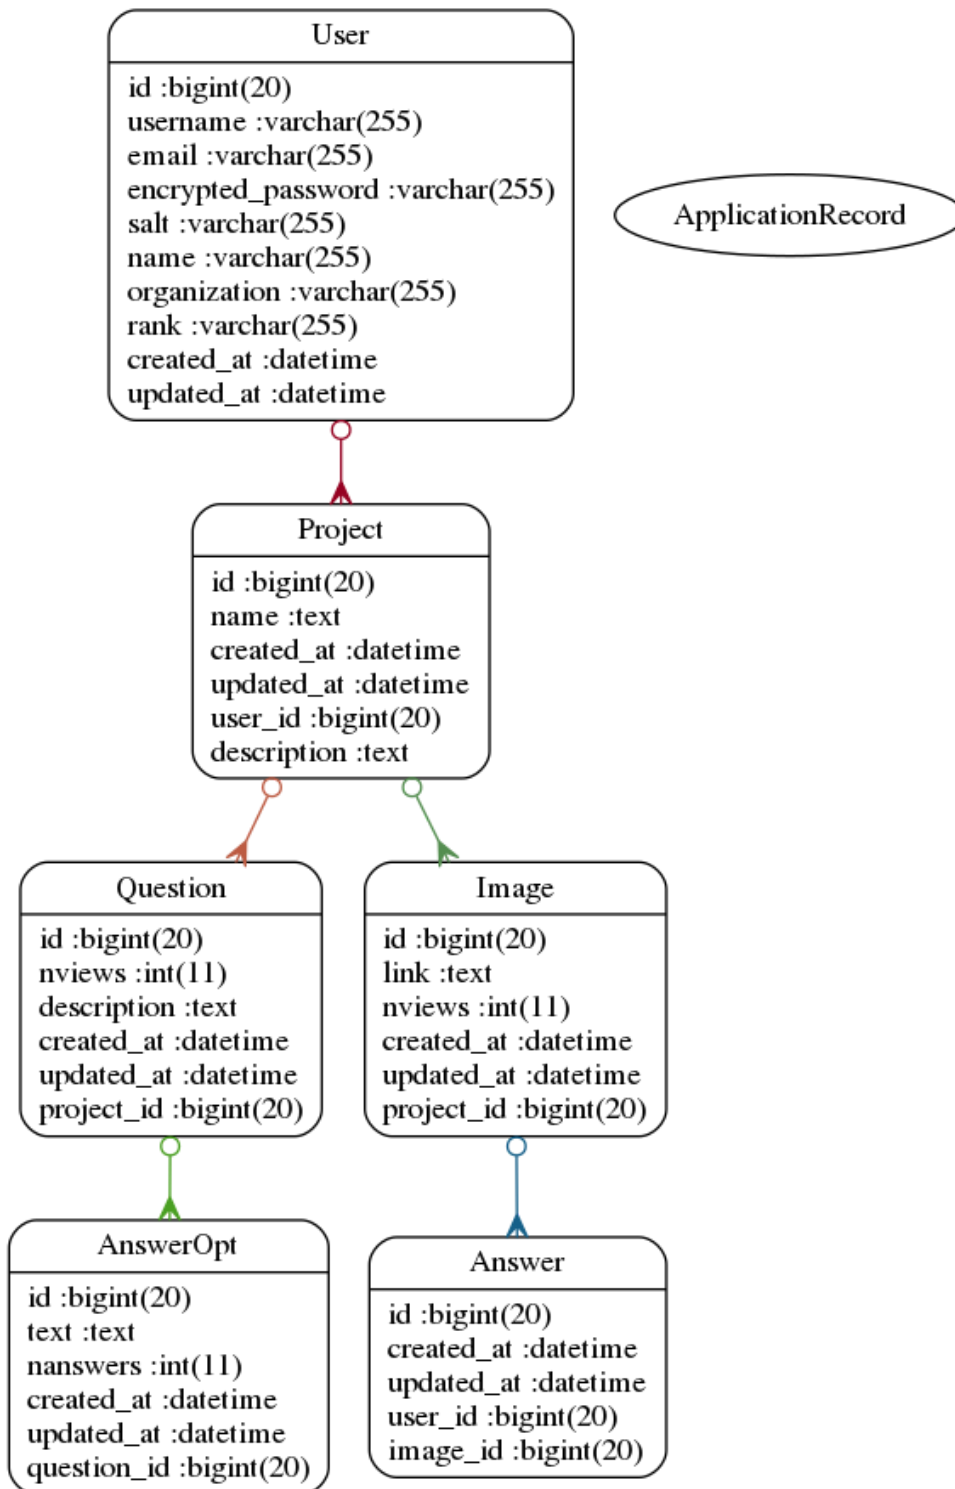 User
id :bigint(20)
username :varchar(255)
email :varchar(255)
encrypted_password :varchar(255)
salt :varchar(255)
name :varchar(255)
organization :varchar(255)
rank :varchar(255)
created_at :datetime
updated_at :datetime
ApplicationRecord
Project
id :bigint(20)
name :text
created_at :datetime
updated_at :datetime
user_id :bigint(20)
description :text
Question
id :bigint(20)
nviews :int(11)
description :text
created_at :datetime
updated_at :datetime
project_id :bigint(20)
Image
id :bigint(20)
link :text
nviews :int(11)
created_at :datetime
updated_at :datetime
project_id :bigint(20)
AnswerOpt
id :bigint(20)
text :text
nanswers :int(11)
created_at :datetime
updated_at :datetime
question_id :bigint(20)
Answer
id :bigint(20)
created_at :datetime
updated_at :datetime
user_id :bigint(20)
image_id :bigint(20)